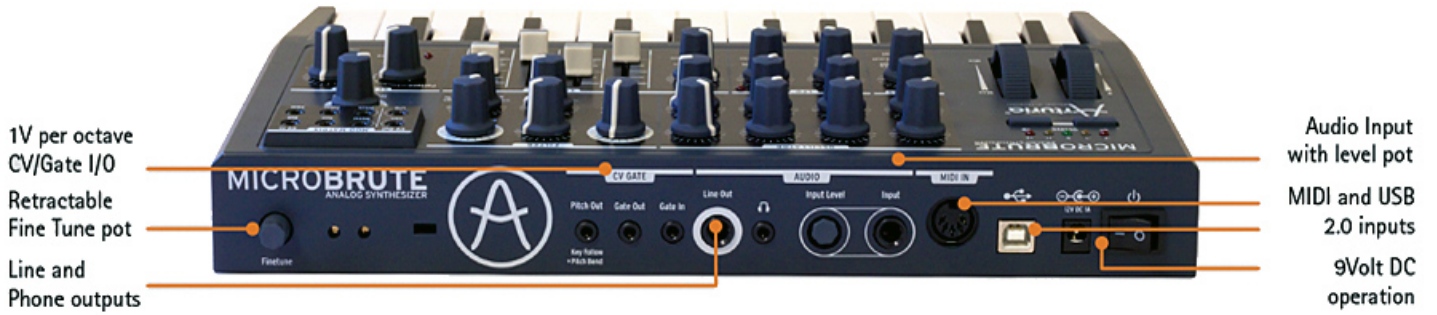 1V per octave
CV/Gate I/O
Retractable
Fine Tune pot
Line and
Phone outputs
Arturia
MICROBRUTE
MICROBRUTE
ANALOG SYNTHESIZER
Finetune
CV GATE
Pitch Out
Gate Out
Gate In
Key Follow
+Pitch Bend
AUDIO
Line Out
Input Level
Input
MIDI IN
12V DC 1A
Audio Input
with level pot
MIDI and USB
2.0 inputs
9Volt DC
operation